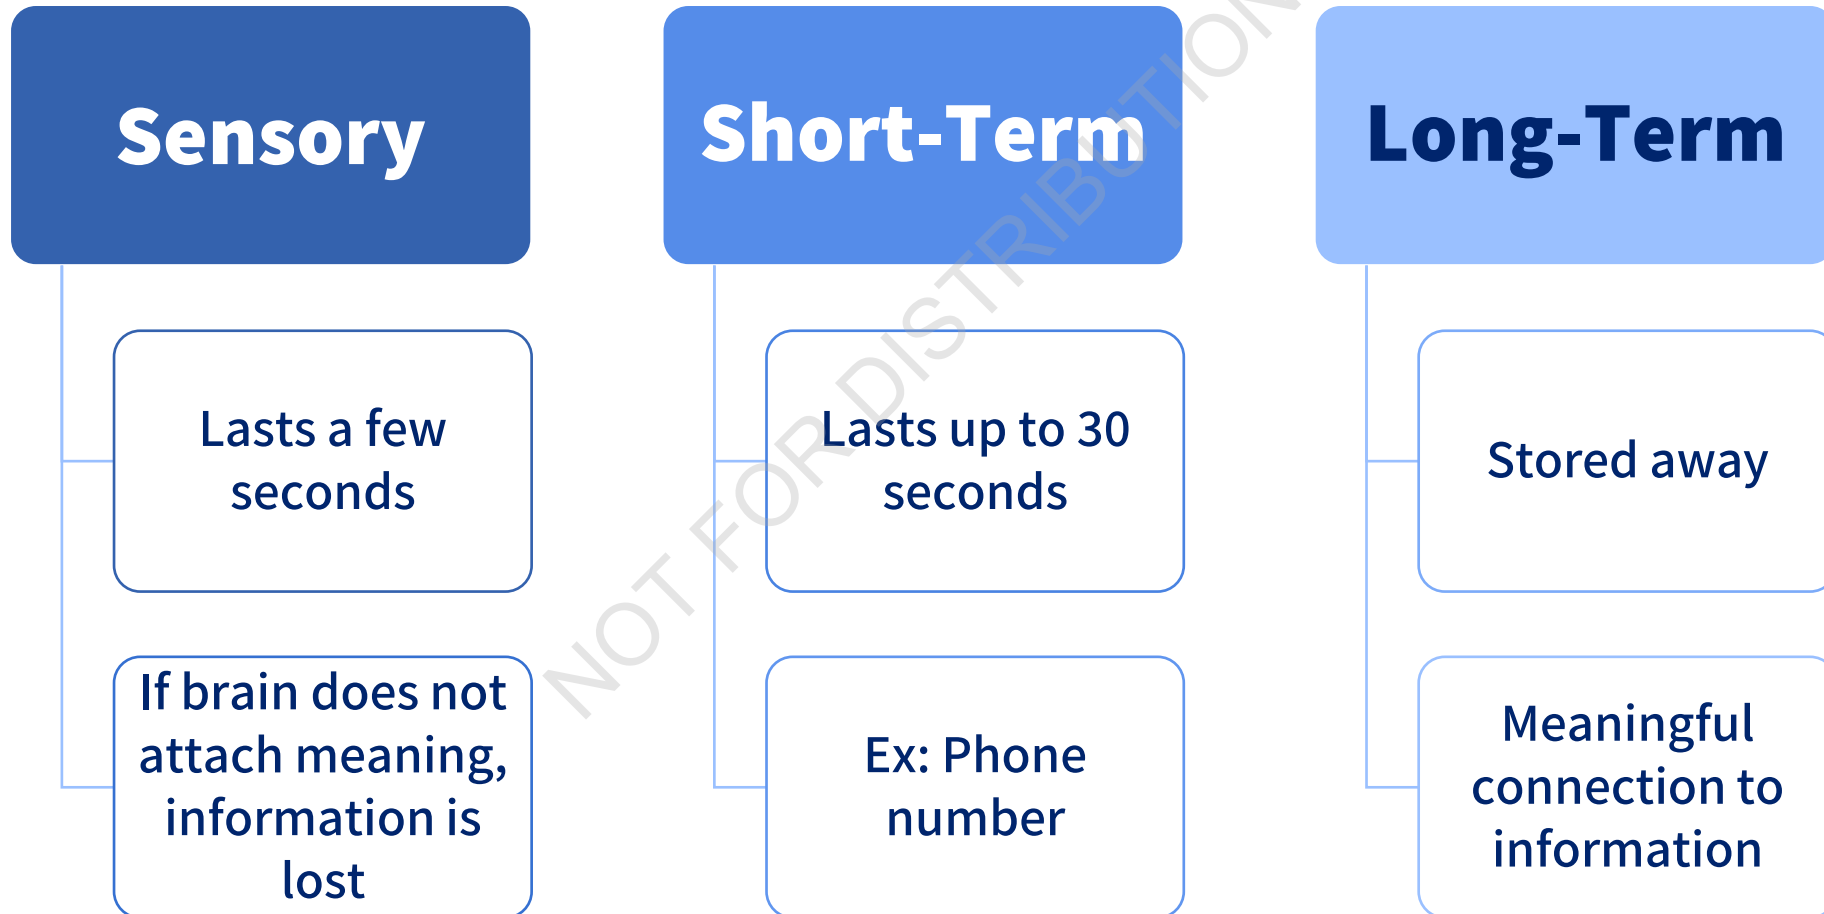 Sensory
Lasts a few
seconds
If brain does not
attach meaning,
information is
lost
Short-Term
Lasts up to 30
seconds
Ex: Phone
number
Long-Term
Stored away
Meaningful
connection to
information
NOT FOR DISTRIBUTION